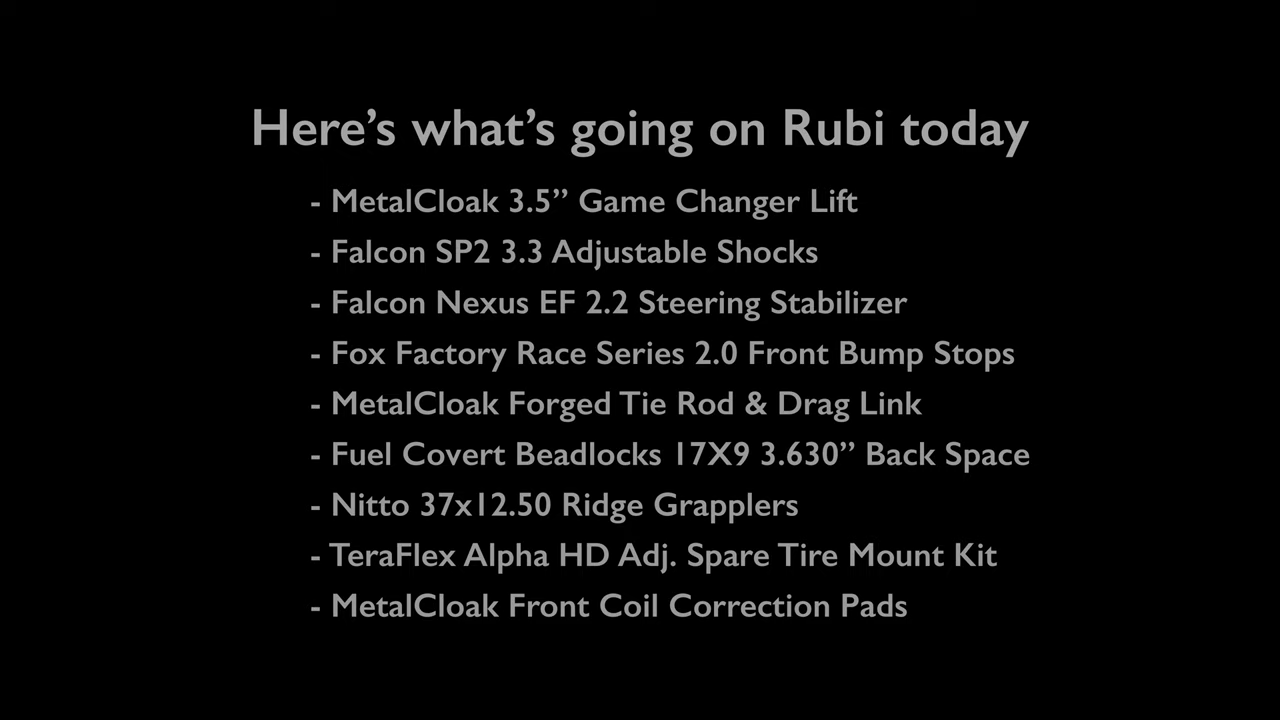 Here’s what’s going on Rubi today
- MetalCloak 3.5” Game Changer Lift
- Falcon SP2 3.3 Adjustable Shocks
- Falcon Nexus EF 2.2 Steering Stabilizer
- Fox Factory Race Series 2.0 Front Bump Stops
- MetalCloak Forged Tie Rod & Drag Link
- Fuel Covert Beadlocks 17X9 3.630” Back Space
- Nitto 37x12.50 Ridge Grapplers
- TeraFlex Alpha HD Adj. Spare Tire Mount Kit
- MetalCloak Front Coil Correction Pads